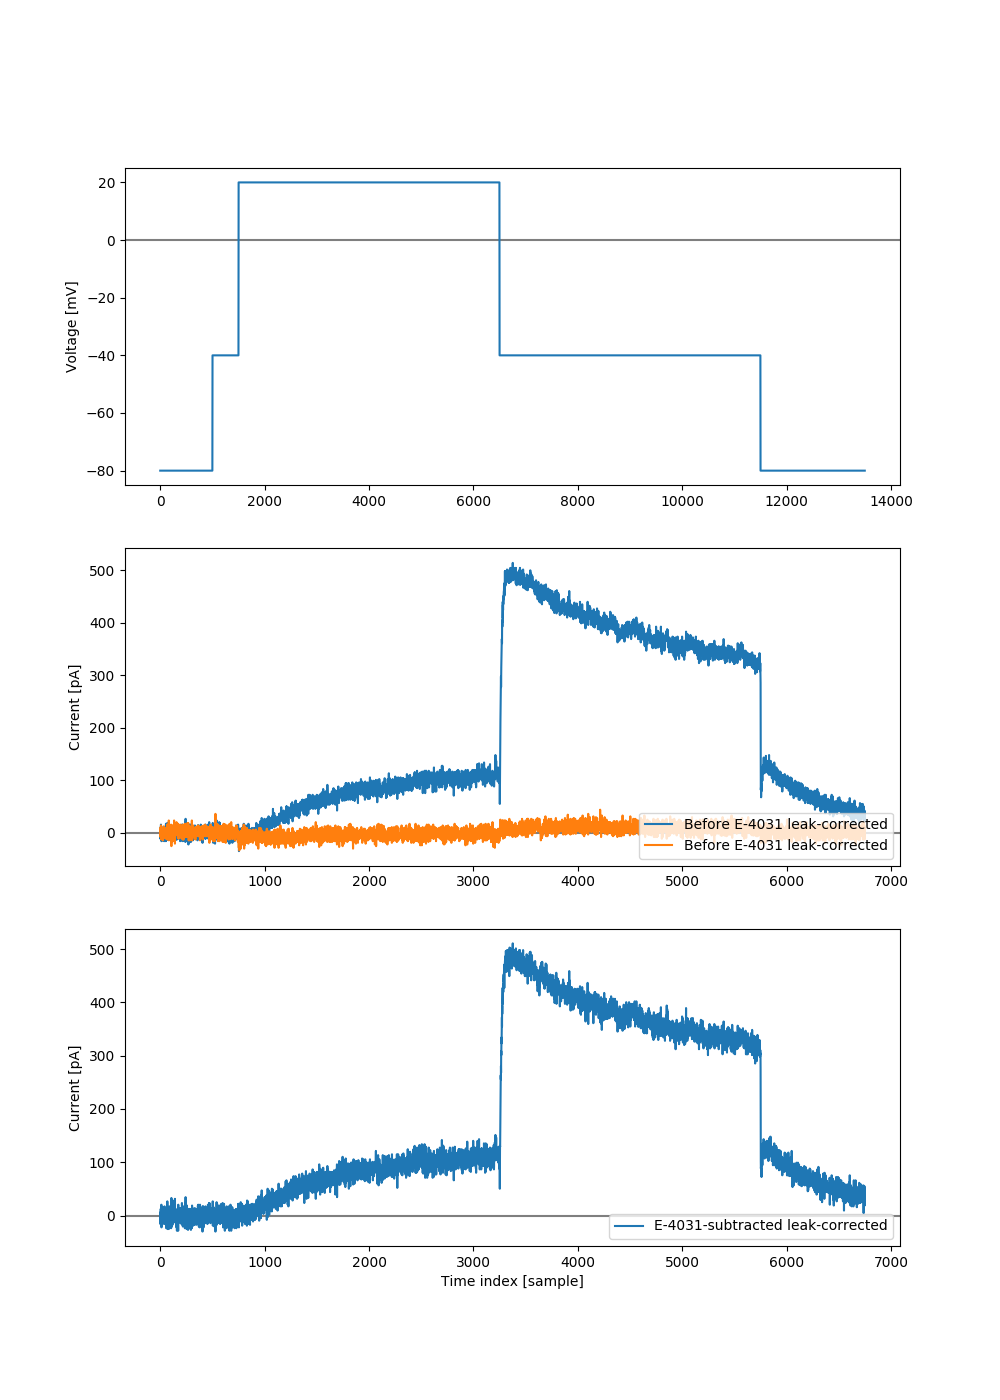 20
0
−20
−40
−60
−80
Voltage [mV]
0 2000 4000 6000 8000 10000 12000 14000
500
400
300
200
100
0
Current [pA]
Before E-4031 leak-corrected
Before E-4031 leak-corrected
0 1000 2000 3000 4000 5000 6000 7000
500
400
300
200
100
0
Current [pA]
E-4031-subtracted leak-corrected
0 1000 2000 3000 4000 5000 6000 7000
Time index [sample]